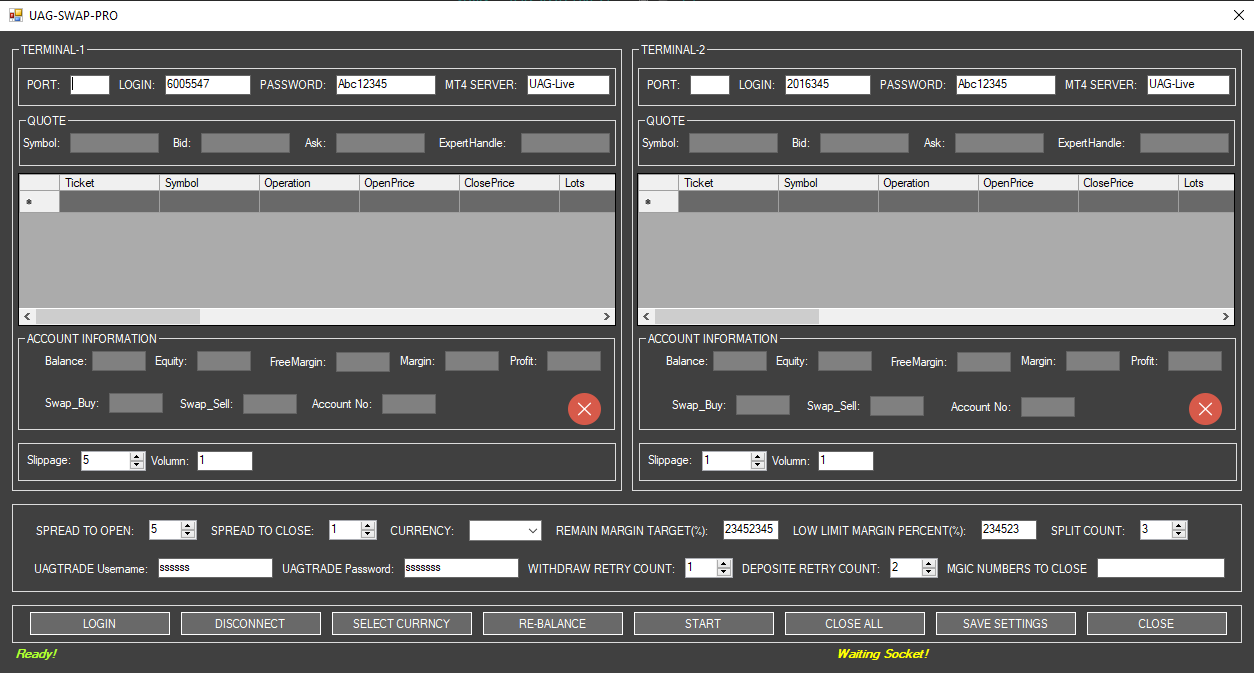 UAG-SWAP-PRO
TERMINAL-1
PORT: LOGIN: 6005547 PASSWORD: Abc12345 MT4 SERVER: UAG-Live
QUOTE
Symbol: Bid: Ask: ExpertHandle:
Ticket Symbol Operation OpenPrice ClosePrice Lots
ACCOUNT INFORMATION
Balance: Equity: FreeMargin: Margin: Profit:
Swap_Buy: Swap_Sell: Account No:
Slippage: 5 Volumn: 1
TERMINAL-2
PORT: LOGIN: 2016345 PASSWORD: Abc12345 MT4 SERVER: UAG-Live
QUOTE
Symbol: Bid: Ask: ExpertHandle:
Ticket Symbol Operation OpenPrice ClosePrice Lots
ACCOUNT INFORMATION
Balance: Equity: FreeMargin: Margin: Profit:
Swap_Buy: Swap_Sell: Account No:
Slippage: 1 Volumn: 1
SPREAD TO OPEN: 5 SPREAD TO CLOSE: 1 CURRENCY: REMAIN MARGIN TARGET(%): 23452345 LOW LIMIT MARGIN PERCENT(%): 234523 SPLIT COUNT: 3
UAGTRADE Username: ssssss UAGTRADE Password: sssssss WITHDRAW RETRY COUNT: 1 DEPOSITE RETRY COUNT: 2 MGIC NUMBERS TO CLOSE
LOGIN DISCONNECT SELECT CURRNCY RE-BALANCE START CLOSE ALL SAVE SETTINGS CLOSE
Ready! Waiting Socket!